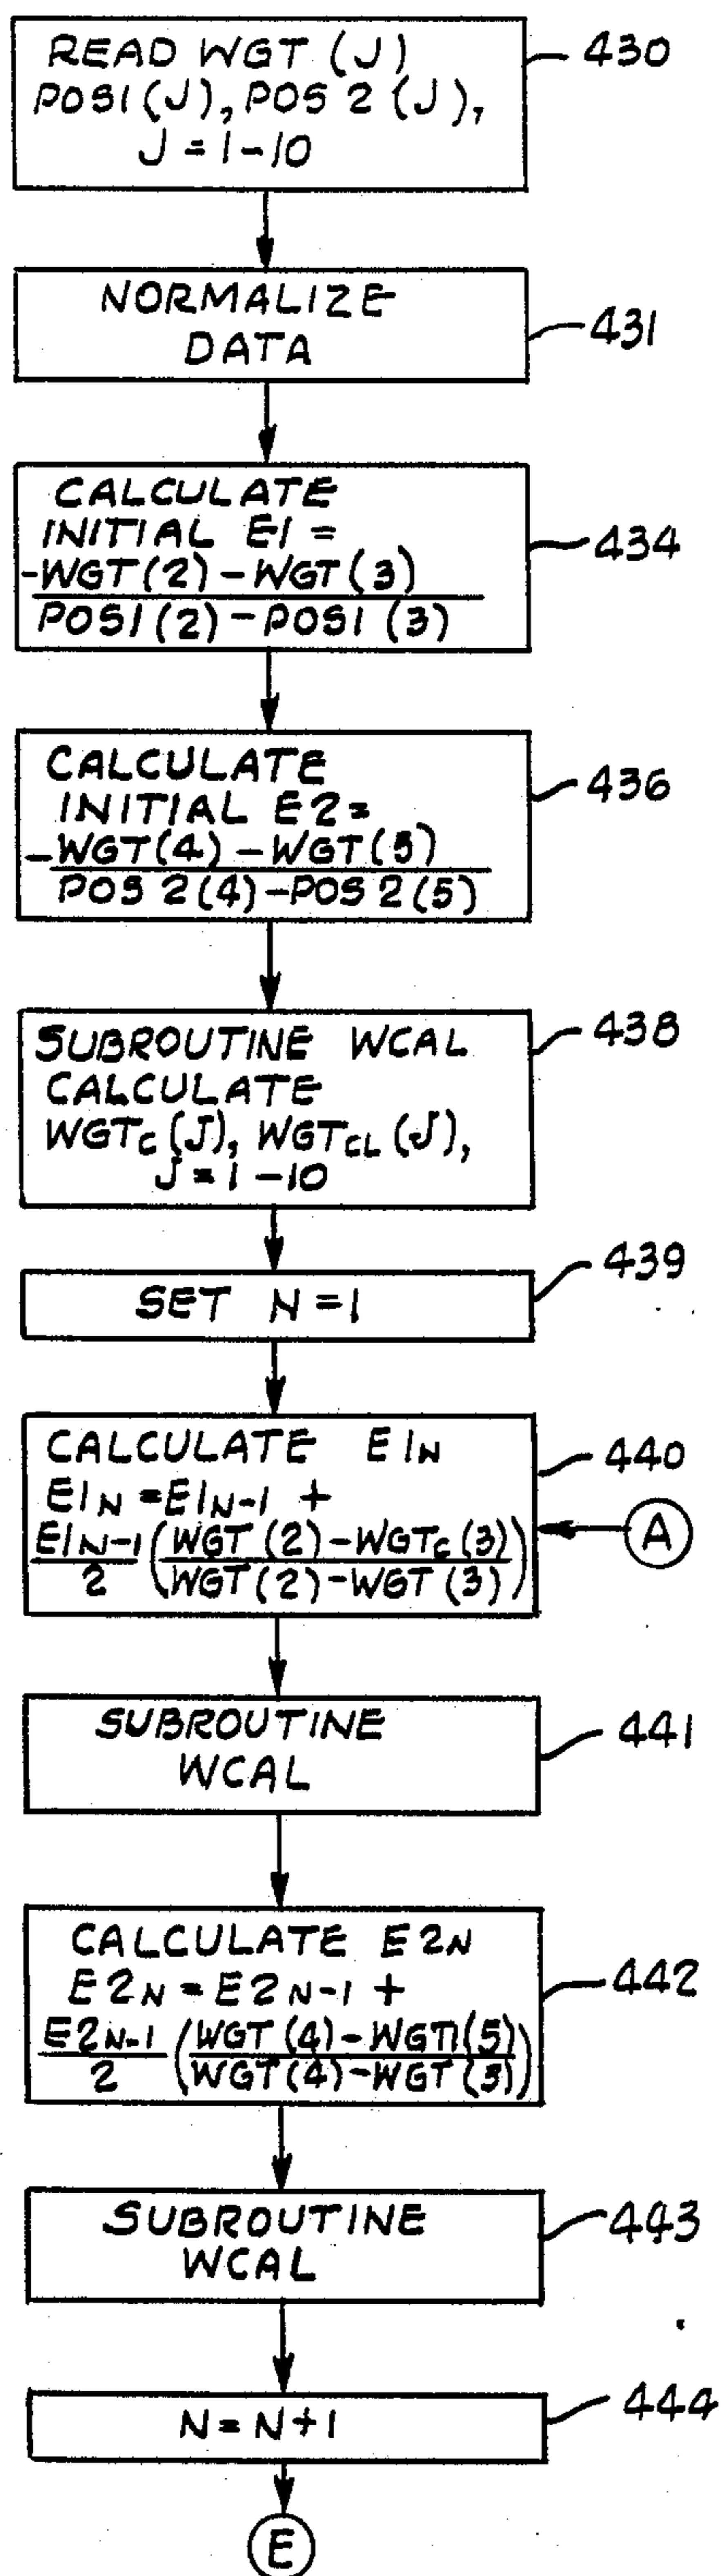 READ WGT (J)
POS1(J), POS 2 (J),
J = 1-10
430
NORMALIZE
DATA
431
CALCULATE
INITIAL E1 =
-WGT(2) - WGT(3)
POS1(2) - POS1(3)
434
CALCULATE
INITIAL E2 =
-WGT(4) - WGT(5)
POS 2(4) - POS 2(5)
436
SUBROUTINE WCAL
CALCULATE
WGTC(J), WGTCL(J),
J = 1-10
438
SET N = 1
439
CALCULATE E1N
E1N = E1N-1 +
E1N-1 (WGT (2) - WGTC(3))
2 (WGT(2) - WGT(3))
440
A
SUBROUTINE
WCAL
441
CALCULATE E2N
E2N = E2N-1 +
E2N-1 (WGT(4) - (5))
2 (WGT(4) - WGT(3))
442
SUBROUTINE
WCAL
443
N = N + 1
444
E